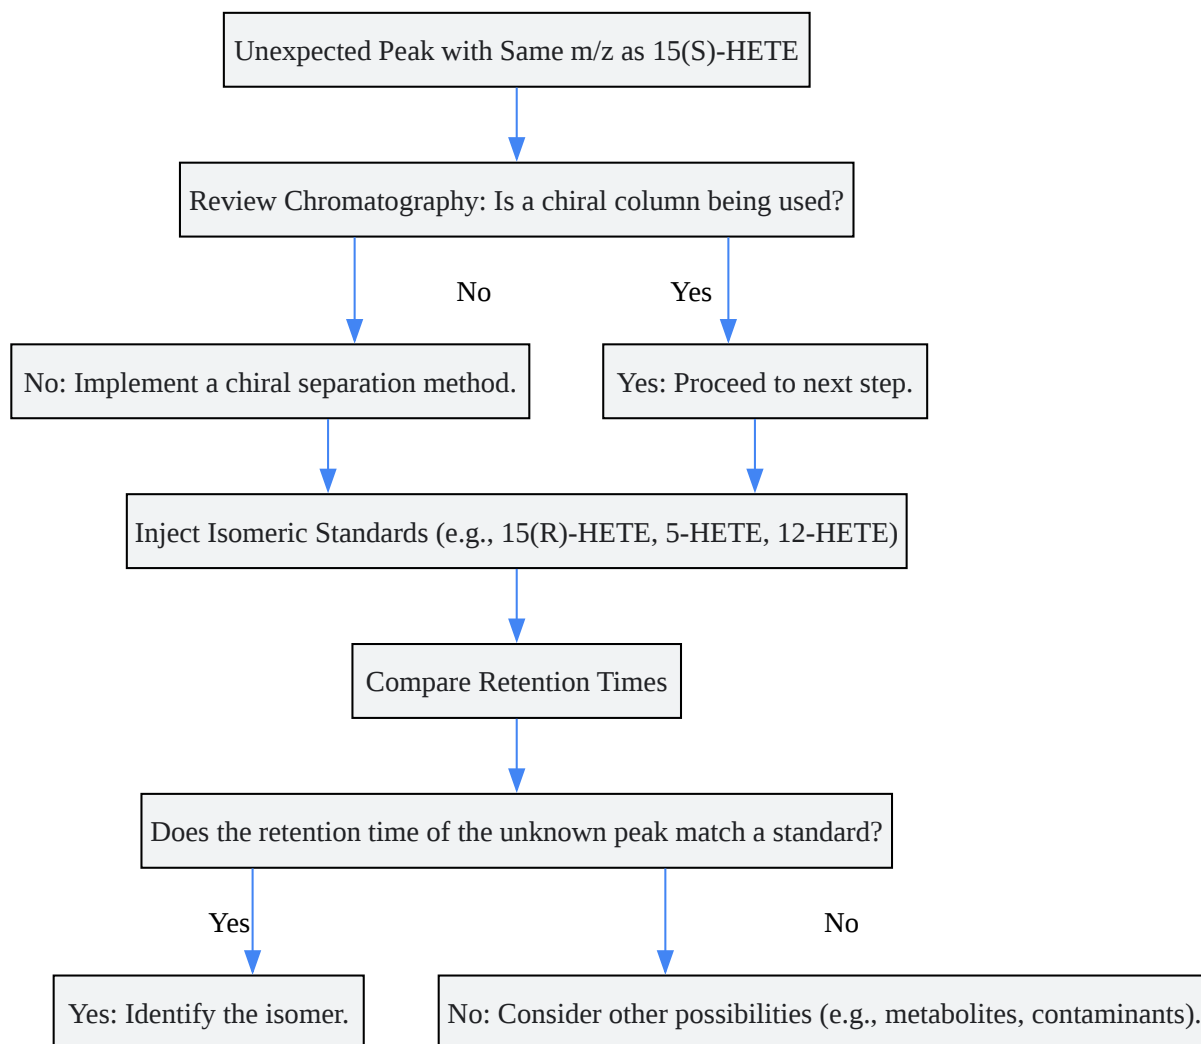 Unexpected Peak with Same m/z as 15(S)-HETE
Review Chromatography: Is a chiral column being used?
No
Yes
No: Implement a chiral separation method.
Yes: Proceed to next step.
Inject Isomeric Standards (e.g., 15(R)-HETE, 5-HETE, 12-HETE)
Compare Retention Times
Does the retention time of the unknown peak match a standard?
Yes
No
Yes: Identify the isomer.
No: Consider other possibilities (e.g., metabolites, contaminants).